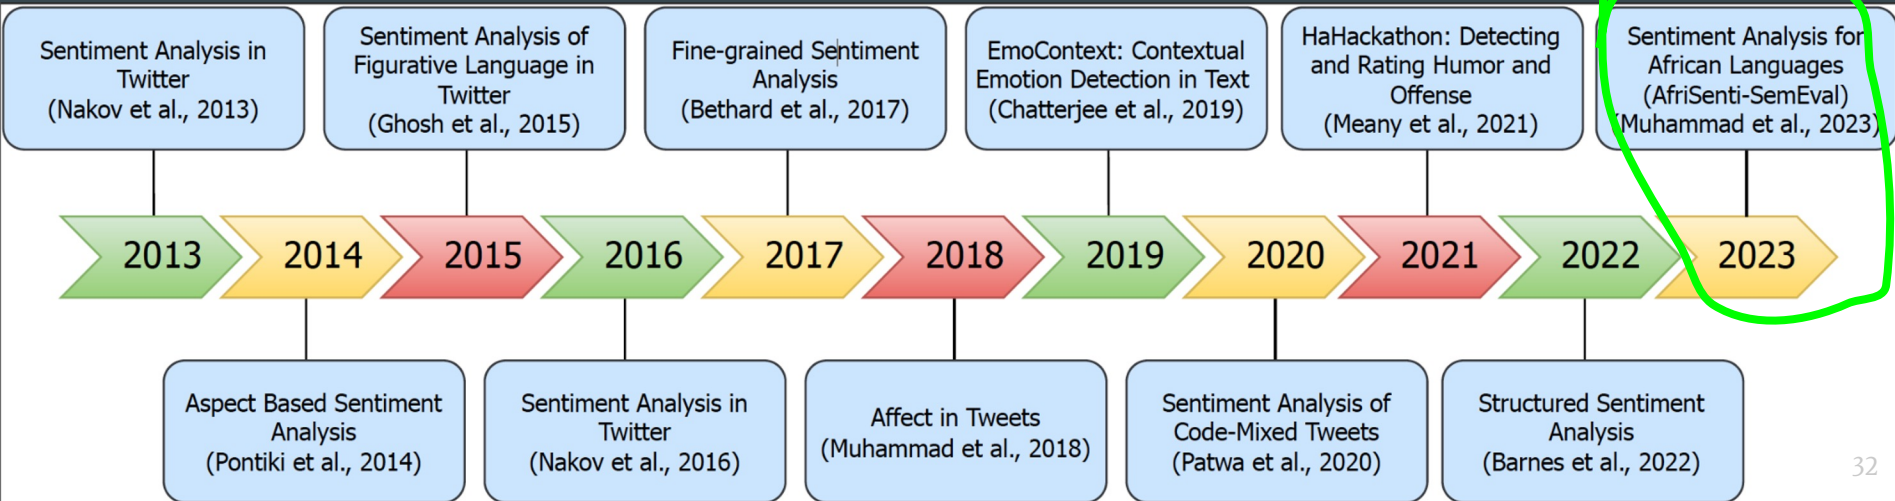 Sentiment Analysis in
Twitter
(Nakov et al., 2013)
Sentiment Analysis of
Figurative Language in
Twitter
(Ghosh et al., 2015)
Fine-grained Sentiment
Analysis
(Bethard et al., 2017)
EmoContext: Contextual
Emotion Detection in Text
(Chatterjee et al., 2019)
HaHackathon: Detecting
and Rating Humor and
Offense
(Meany et al., 2021)
Sentiment Analysis for
African Languages
(AfriSenti-SemEval)
(Muhammad et al., 2023)
2013
2014
2015
2016
2017
2018
2019
2020
2021
2022
2023
Aspect Based Sentiment
Analysis
(Pontiki et al., 2014)
Sentiment Analysis in
Twitter
(Nakov et al., 2016)
Affect in Tweets
(Muhammad et al., 2018)
Sentiment Analysis of
Code-Mixed Tweets
(Patwa et al., 2020)
Structured Sentiment
Analysis
(Barnes et al., 2022)
32